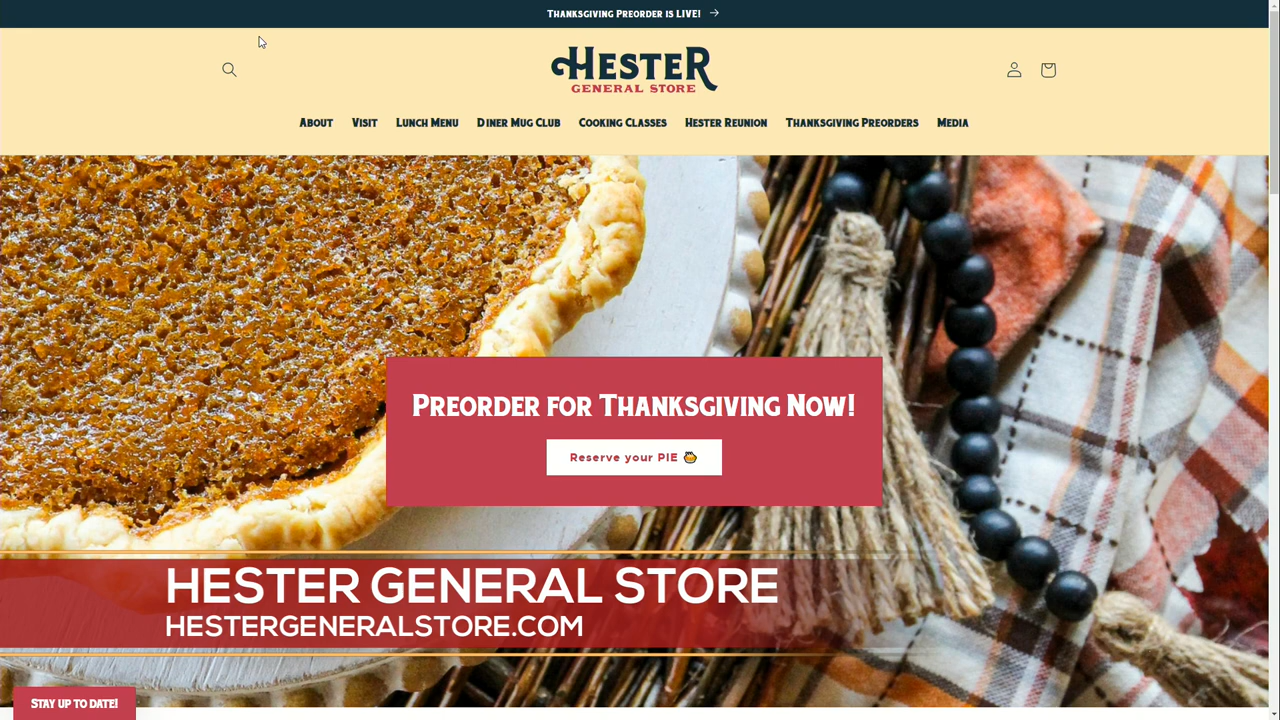 Thanksgiving Preorder is LIVE!
Hester
GENERAL STORE
About Visit Lunch Menu Diner Mug Club Cooking Classes Hester Reunion Thanksgiving Preorders Media
Preorder for Thanksgiving Now!
Reserve your PIE
HESTER GENERAL STORE
HESTERGENERALSTORE.COM
STAY UP TO DATE!